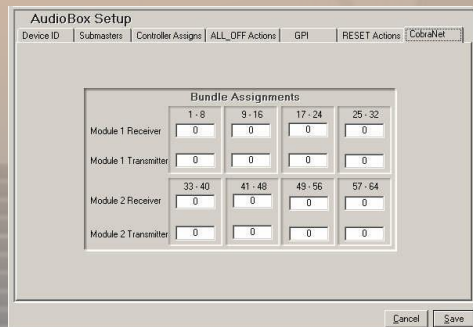 AudioBox Setup
Device ID Submasters Controller Assigns ALL_OFF Actions GPI RESET Actions CobraNet
Bundle Assignments
1 - 8 9 - 16 17 - 24 25 - 32
Module 1 Receiver 0 0 0 0
Module 1 Transmitter 0 0 0 0
33 - 40 41 - 48 49 - 56 57 - 64
Module 2 Receiver 0 0 0 0
Module 2 Transmitter 0 0 0 0
Cancel Save